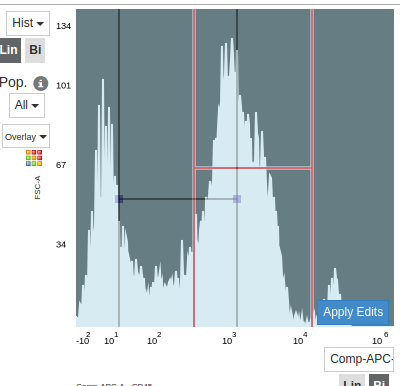 Hist
Lin Bi
Pop. i
All
Overlay
FSC-A
134
101
67
34
-10 2
10 1
10 2
10 3
10 4
10 6
Apply Edits
Comp-APC-
Lin Bi